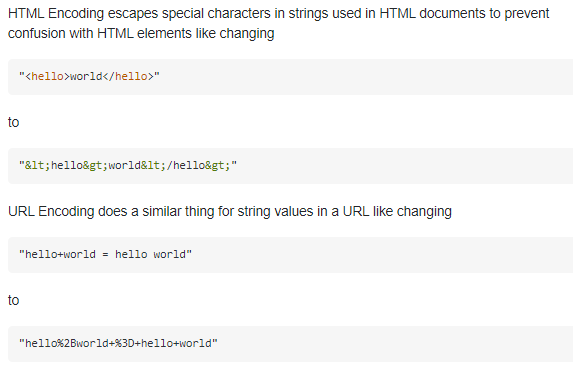 HTML Encoding escapes special characters in strings used in HTML documents to prevent
confusion with HTML elements like changing
"<hello>world</hello>"
to
"&lt;hello&gt;world&lt;/hello&gt;"
URL Encoding does a similar thing for string values in a URL like changing
"hello+world = hello world"
to
"hello%2Bworld+%3D+hello+world"